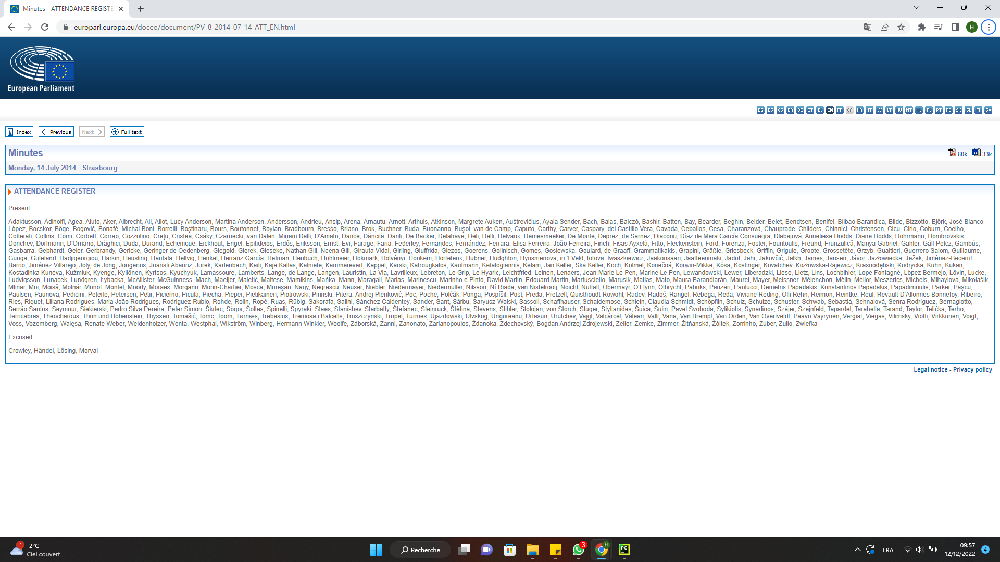 Minutes - ATTENDANCE REGISTE
europarl.europa.eu/doceo/document/PV-8-2014-07-14-ATT_EN.html
H
European Parliament
BG ES CS DA DE ET EL EN FR GA HR IT LV LT HU MT NL PL PT RO SK SL FI SV
Index Previous Next Full text
Minutes 60k 33k
Monday, 14 July 2014 - Strasbourg
ATTENDANCE REGISTER
Present:
Adaktusson, Adinolfi, Agea, Aiuto, Aker, Albrecht, Ali, Aliot, Lucy Anderson, Martina Anderson, Andersson, Andrieu, Ansip, Arena, Arnautu, Arnott, Arthuis, Atkinson, Margrete Auken, Auštrevičius, Ayala Sender, Bach, Balas, Balczó, Bashir, Batten, Bay, Bearder, Beghin, Belder, Belet, Bendtsen, Benifei, Bilbao Barandica, Bilde, Bizzotto, Björk, José Blanco
López, Bocskor, Böge, Bogovič, Bonafè, Michał Boni, Borrelli, Boştinaru, Bours, Boutonnet, Boylan, Bradbourn, Bresso, Briano, Brok, Buchner, Buda, Buonanno, Buşoi, van de Camp, Caputo, Carthy, Carver, Caspary, del Castillo Vera, Cavada, Ceballos, Cesa, Charanzová, Chauprade, Childers, Chinnici, Christensen, Cicu, Cirio, Coburn, Coelho,
Cofferati, Collins, Comi, Corbett, Corrao, Cozzolino, Creţu, Cristea, Csáky, Czarnecki, van Dalen, Miriam Dalli, D'Amato, Dance, Dăncilă, Danti, De Backer, Delahaye, Deli, Delli, Delvaux, Demesmaeker, De Monte, Deprez, de Sarnez, Diaconu, Díaz de Mera García Consuegra, Dlabajová, Anneliese Dodds, Diane Dodds, Dohrmann, Dombrovskis,
Donchev, Dorfmann, D'Ornano, Drăghici, Duda, Durand, Echenique, Eickhout, Engel, Epitideios, Erdős, Eriksson, Ernst, Evi, Farage, Faria, Federley, Fernandes, Fernández, Ferrara, Elisa Ferreira, João Ferreira, Finch, Fisas Ayxelà, Fitto, Fleckenstein, Ford, Forenza, Foster, Fountoulis, Freund, Frunzulică, Mariya Gabriel, Gahler, Gáll-Pelcz, Gambús,
Gasbarra, Gebhardt, Geier, Gerbrandy, Gericke, Geringer de Oedenberg, Giegold, Gierek, Gieseke, Nathan Gill, Neena Gill, Girauta Vidal, Girling, Giuffrida, Glezos, Goerens, Gollnisch, Gomes, Gosiewska, Goulard, de Graaff, Grammatikakis, Grapini, Gräßle, Griesbeck, Griffin, Grigule, Groote, Grossetête, Grzyb, Gualtieri, Guerrero Salom, Guillaume,
Guoga, Guteland, Hadjigeorgiou, Harkin, Häusling, Hautala, Hellvig, Henkel, Herranz García, Hetman, Heubuch, Hohlmeier, Hökmark, Hölvényi, Hookem, Hortefeux, Hübner, Hudghton, Hyusmenova, in 't Veld, Iotova, Iwaszkiewicz, Jaakonsaari, Jäätteenmäki, Jadot, Jahr, Jakovčić, Jalkh, James, Jansen, Jávor, Jazłowiecka, Ježek, Jiménez-Becerril
Barrio, Jiménez Villarejo, Joly, de Jong, Jongerius, Juaristi Abaunz, Jurek, Kadenbach, Kaili, Kaja Kallas, Kalniete, Kammerevert, Kappel, Karski, Katrougkalos, Kaufmann, Kefalogiannis, Kelam, Jan Keller, Ska Keller, Koch, Kölmel, Konečná, Korwin-Mikke, Kósa, Köstinger, Kovatchev, Kozłowska-Rajewicz, Krasnodębski, Kudrycka, Kuhn, Kukan,
Kostadinka Kuneva, Kuźmiuk, Kyenge, Kyllönen, Kyrtsos, Kyuchyuk, Lamassoure, Lamberts, Lange, de Lange, Langen, Lauristin, La Via, Lavrilleux, Lebreton, Le Grip, Le Hyaric, Leichtfried, Leinen, Lenaers, Jean-Marie Le Pen, Marine Le Pen, Lewandowski, Lewer, Liberadzki, Liese, Lietz, Lins, Lochbihler, Lope Fontagné, López Bermejo, Lövin, Lucke,
Ludvigsson, Lunacek, Lundgren, Łybacka, McAllister, McGuinness, Mach, Maeijer, Maletić, Maltese, Mamikins, Maňka, Mann, Maragall, Marias, Marinescu, Marinho e Pinto, David Martin, Edouard Martin, Martusciello, Marusik, Matias, Mato, Maura Barandiarán, Maurel, Mayer, Meissner, Mélenchon, Mélin, Melior, Meszerics, Michels, Mihaylova, Mikolášik,
Mlinar, Moi, Moisă, Molnár, Monot, Montel, Moody, Moraes, Morgano, Morin-Chartier, Mosca, Mureşan, Nagy, Negrescu, Neuser, Niebler, Niedermayer, Niedermüller, Nilsson, Ní Riada, van Nistelrooij, Noichl, Nuttall, Obermayr, O'Flynn, Olbrycht, Pabriks, Panzeri, Paolucci, Demetris Papadakis, Konstantinos Papadakis, Papadimoulis, Parker, Paşcu,
Paulsen, Paunova, Pedicini, Peterle, Petersen, Petir, Picierno, Picula, Piecha, Pieper, Pietikäinen, Piotrowski, Pirinski, Pitera, Andrej Plenković, Poc, Poche, Polčák, Ponga, Pospíšil, Post, Preda, Pretzell, Quisthoudt-Rowohl, Radev, Radoš, Rangel, Rebega, Reda, Viviane Reding, Olli Rehn, Reimon, Reintke, Reul, Revault D'Allonnes Bonnefoy, Ribeiro,
Ries, Riquet, Liliana Rodrigues, Maria João Rodrigues, Rodriguez-Rubio, Rohde, Rolin, Ropė, Ruas, Rübig, Sakorafa, Salini, Sánchez Caldentey, Sander, Sant, Sârbu, Saryusz-Wolski, Sassoli, Schaffhauser, Schaldemose, Schlein, Claudia Schmidt, Schöpflin, Schulz, Schulze, Schuster, Schwab, Sebastià, Sehnalová, Senra Rodríguez, Sernagiotto,
Serrão Santos, Seymour, Siekierski, Pedro Silva Pereira, Peter Simon, Škrlec, Sógor, Šoltes, Spinelli, Spyraki, Staes, Stanishev, Starbatty, Štefanec, Steinruck, Štětina, Stevens, Stihler, Stolojan, von Storch, Stuger, Stylianides, Šuica, Šulin, Pavel Svoboda, Sylikiotis, Synadinos, Szájer, Szejnfeld, Tapardel, Tarabella, Tarand, Taylor, Telička, Terho,
Terricabras, Theocharous, Thun und Hohenstein, Thyssen, Tomašić, Tomc, Toom, Tørnæs, Trebesius, Tremosa i Balcells, Troszczynski, Trüpel, Turmes, Ujazdowski, Ulvskog, Ungureanu, Urtasun, Urutchev, Vajgl, Valcárcel, Vălean, Valli, Vana, Van Brempt, Van Orden, Van Overtveldt, Paavo Väyrynen, Vergiat, Viegas, Vilimsky, Viotti, Virkkunen, Voigt,
Voss, Vozemberg, Wałęsa, Renate Weber, Weidenholzer, Wenta, Westphal, Wikström, Winberg, Hermann Winkler, Woolfe, Záborská, Zanni, Zanonato, Zarianopoulos, Ždanoka, Zdechovský, Bogdan Andrzej Zdrojewski, Zeller, Zemke, Zimmer, Žitňanská, Żółtek, Zorrinho, Zuber, Zullo, Zwiefka
Excused:
Crowley, Händel, Lösing, Morvai
Legal notice - Privacy policy
1
-2°C
Ciel couvert
Recherche
3
H
PC
FRA
09:57
12/12/2022
4